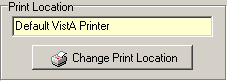 Print Location
Default VistA Printer
Change Print Location